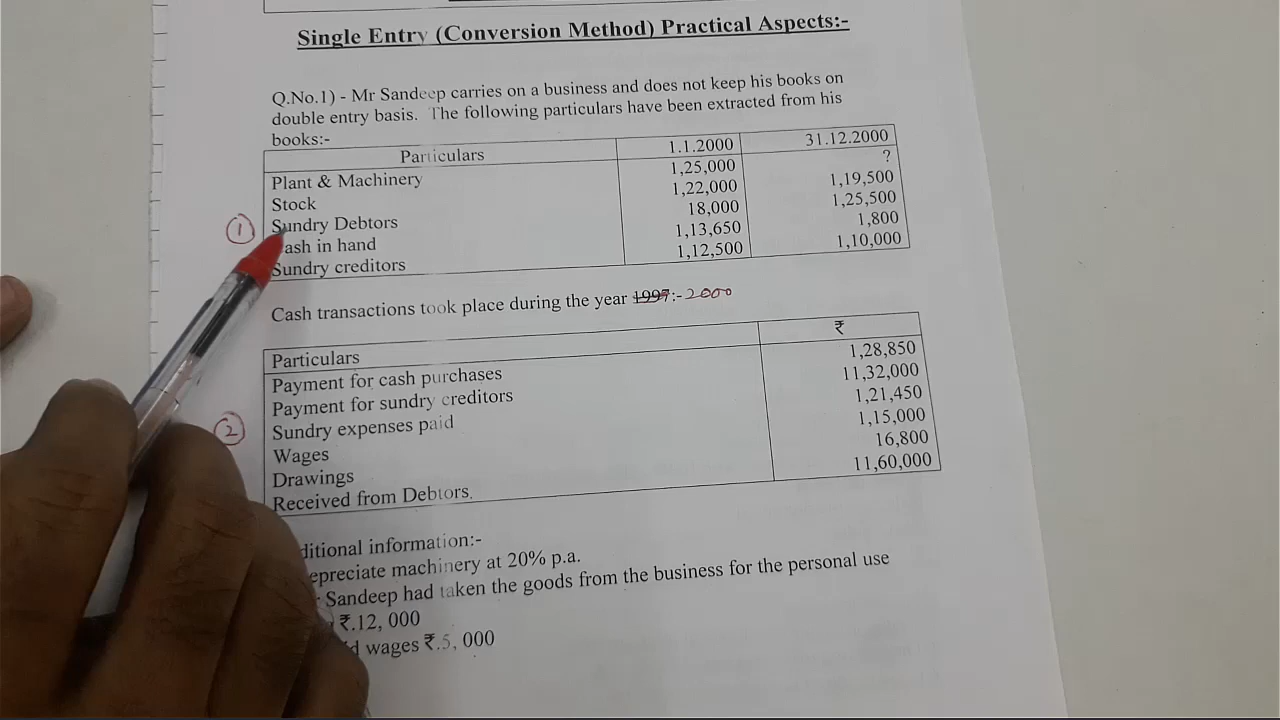 Single Entry (Conversion Method) Practical Aspects:-
Q.No.1) - Mr Sandeep carries on a business and does not keep his books on
double entry basis. The following particulars have been extracted from his
books:-
Particulars 1.1.2000 31.12.2000
Plant & Machinery 1,25,000 ?
Stock 1,22,000 1,19,500
① Sundry Debtors 18,000 1,25,500
ash in hand 1,13,650 1,800
Sundry creditors 1,12,500 1,10,000
Cash transactions took place during the year 1997:- 2000
Particulars ₹
Payment for cash purchases 1,28,850
Payment for sundry creditors 11,32,000
② Sundry expenses paid 1,21,450
Wages 1,15,000
Drawings 16,800
Received from Debtors. 11,60,000
ditional information:-
epreciate machinery at 20% p.a.
Sandeep had taken the goods from the business for the personal use
₹.12, 000
d wages ₹.5, 000